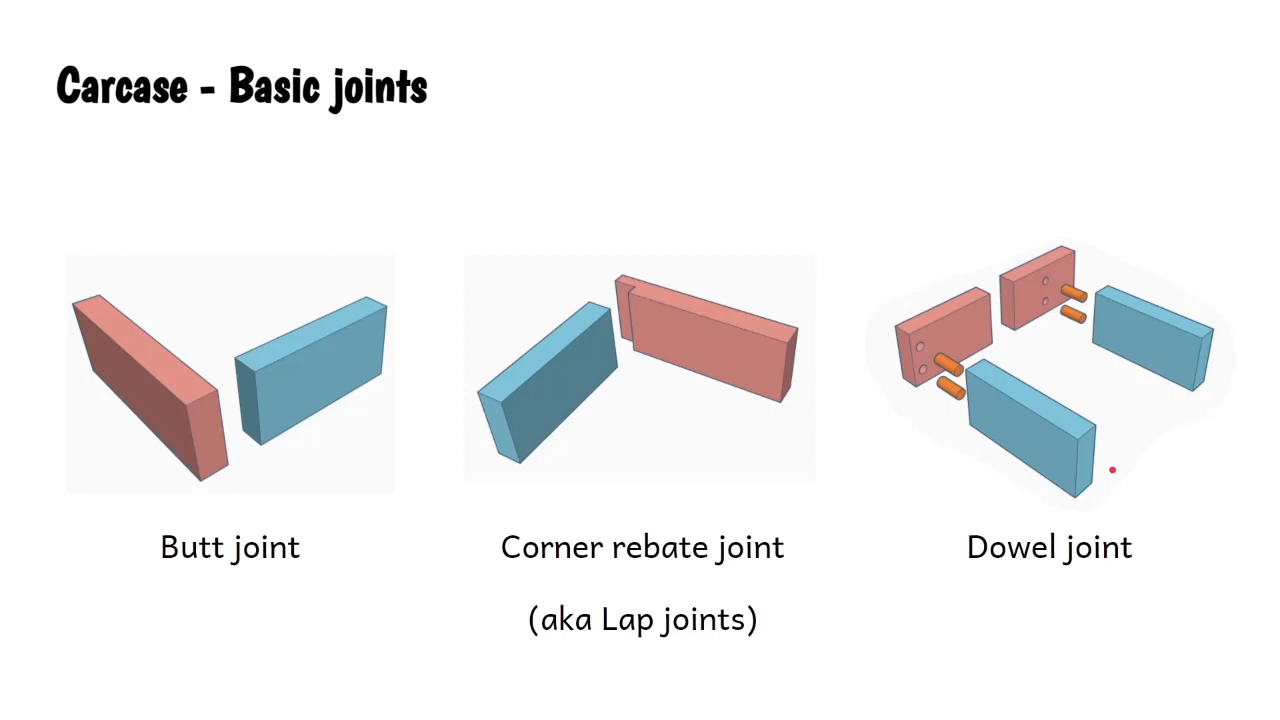 Carcase - Basic joints
Butt joint
Corner rebate joint
(aka Lap joints)
Dowel joint